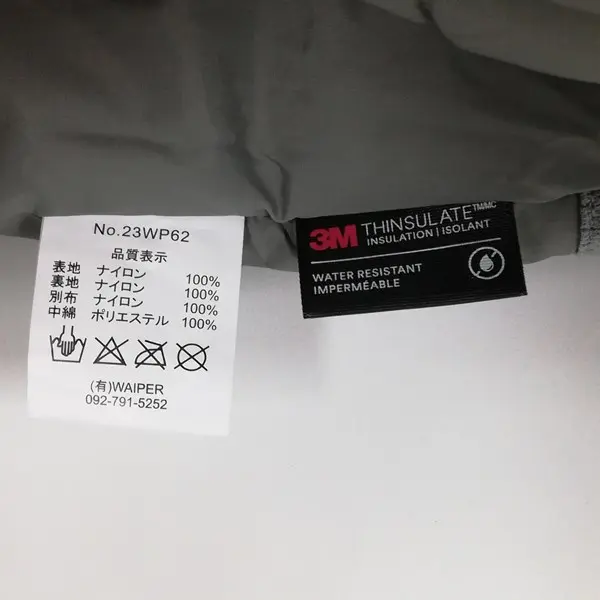 No.23WP62
品質表示
表地 ナイロン 100%
裏地 ナイロン 100%
別布 ナイロン 100%
中綿 ポリエステル 100%
(有)WAIPER
092-791-5252
3M THINSULATE TM/MC
INSULATION | ISOLANT
WATER RESISTANT
IMPERMÉABLE